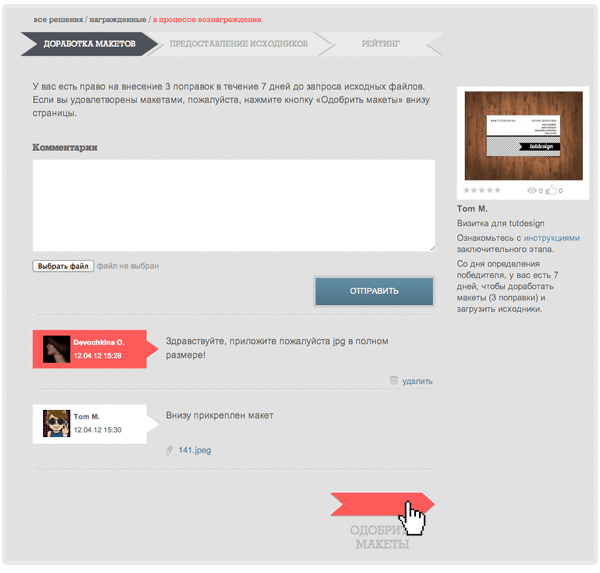 все решения / награжденные / в процессе вознаграждения
ДОРАБОТКА МАКЕТОВ
ПРЕДОСТАВЛЕНИЕ ИСХОДНИКОВ
РЕЙТИНГ
У вас есть право на внесение 3 поправок в течение 7 дней до запроса исходных файлов.
Если вы удовлетворены макетами, пожалуйста, нажмите кнопку «Одобрить макеты» внизу
страницы.
Комментарии
Выбрать файл файл не выбран
ОТПРАВИТЬ
Devochkina O.
12.04.12 15:28
Здравствуйте, приложите пожалуйста jpg в полном
размере!
удалить
Tom M.
12.04.12 15:30
Внизу прикреплен макет
141.jpeg
ОДОБРИТ
МАКЕТЫ
tutdesign
0 0
Tom M.
Визитка для tutdesign
Ознакомьтесь с инструкциями
заключительного этапа.
Со дня определения
победителя, у вас есть 7
дней, чтобы доработать
макеты (3 поправки) и
загрузить исходники.